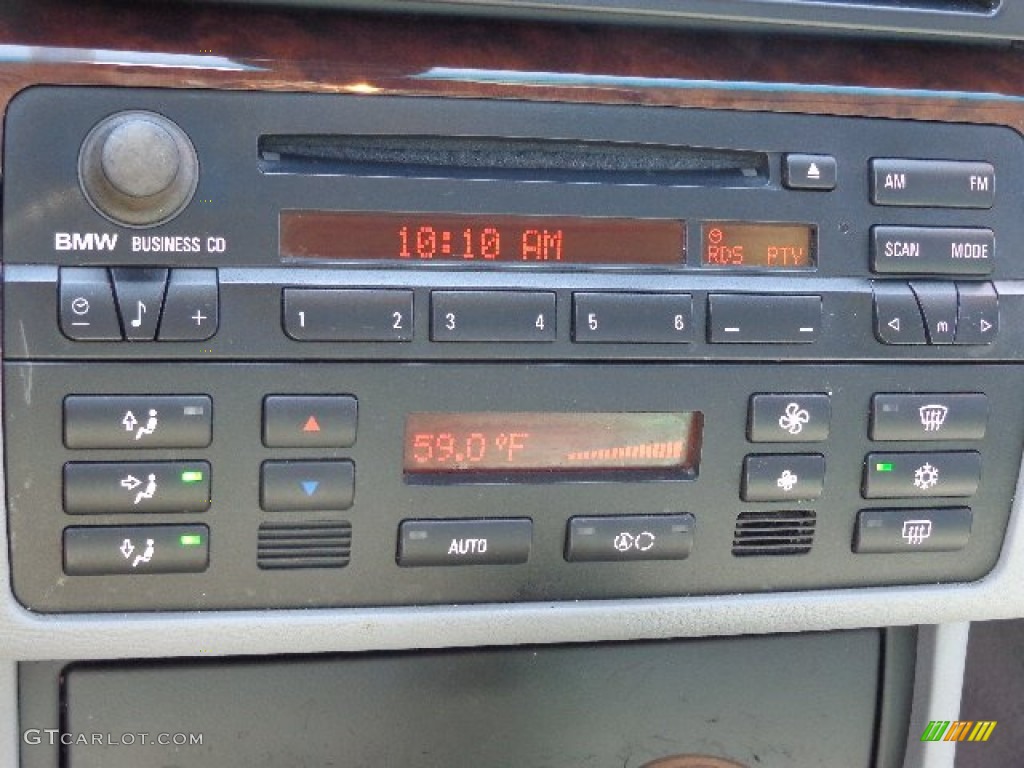 AM FM
10:10 AM
RDS PTY
BMW BUSINESS CD
SCAN MODE
− + 1 2 3 4 5 6 − − m
59.0 °F
AUTO
A
GTCARLOT.COM